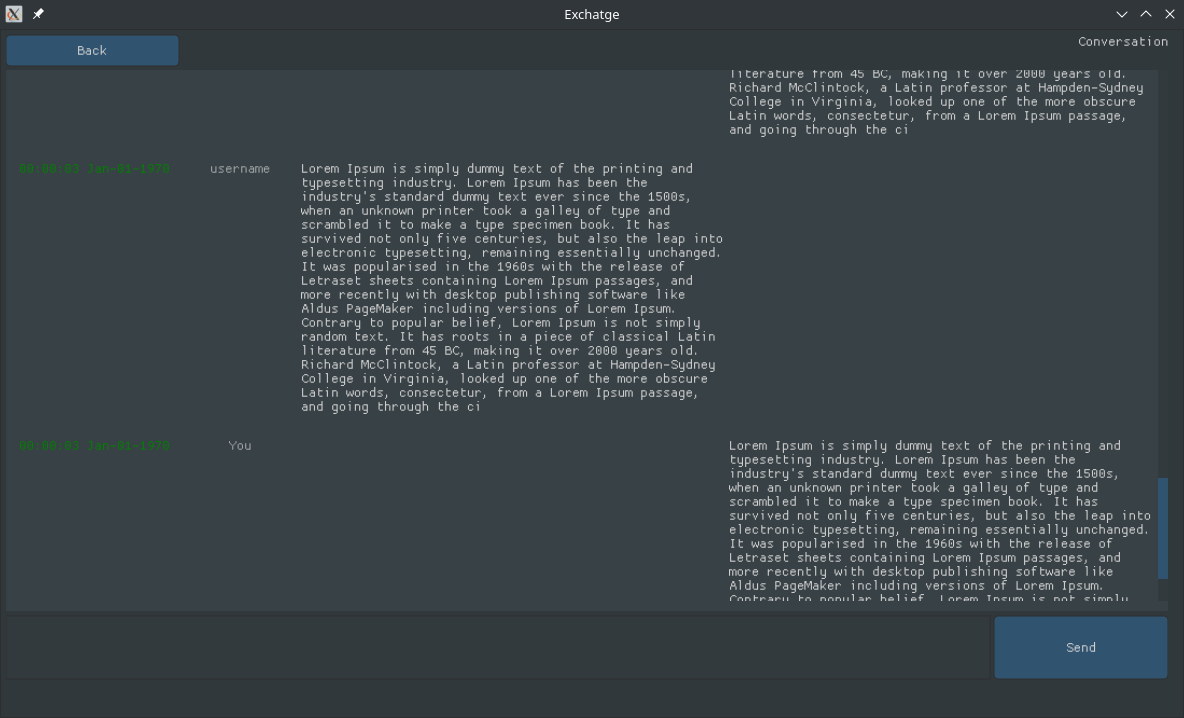 Exchatge
Back
Conversation
literature from 45 BC, making it over 2000 years old.
Richard McClintock, a Latin professor at Hampden-Sydney
College in Virginia, looked up one of the more obscure
Latin words, consectetur, from a Lorem Ipsum passage,
and going through the ci
00:00:03 Jan-01-1970
username
Lorem Ipsum is simply dummy text of the printing and
typesetting industry. Lorem Ipsum has been the
industry's standard dummy text ever since the 1500s,
when an unknown printer took a galley of type and
scrambled it to make a type specimen book. It has
survived not only five centuries, but also the leap into
electronic typesetting, remaining essentially unchanged.
It was popularised in the 1960s with the release of
Letraset sheets containing Lorem Ipsum passages, and
more recently with desktop publishing software like
Aldus PageMaker including versions of Lorem Ipsum.
Contrary to popular belief, Lorem Ipsum is not simply
random text. It has roots in a piece of classical Latin
literature from 45 BC, making it over 2000 years old.
Richard McClintock, a Latin professor at Hampden-Sydney
College in Virginia, looked up one of the more obscure
Latin words, consectetur, from a Lorem Ipsum passage,
and going through the ci
00:00:03 Jan-01-1970
You
Lorem Ipsum is simply dummy text of the printing and
typesetting industry. Lorem Ipsum has been the
industry's standard dummy text ever since the 1500s,
when an unknown printer took a galley of type and
scrambled it to make a type specimen book. It has
survived not only five centuries, but also the leap into
electronic typesetting, remaining essentially unchanged.
It was popularised in the 1960s with the release of
Letraset sheets containing Lorem Ipsum passages, and
more recently with desktop publishing software like
Aldus PageMaker including versions of Lorem Ipsum.
Contrary to popular belief, Lorem Ipsum is not simply
Send